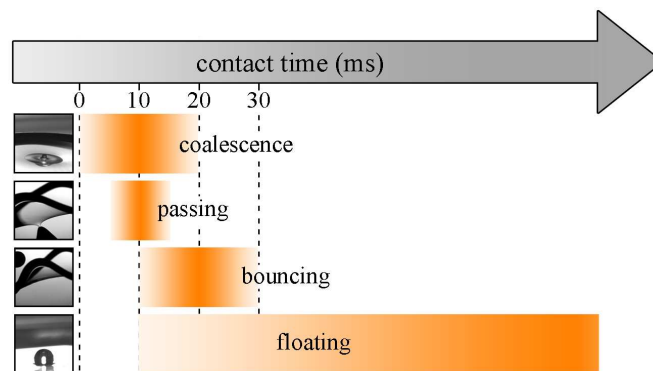 contact time (ms)
0 10 20 30
coalescence
passing
bouncing
floating